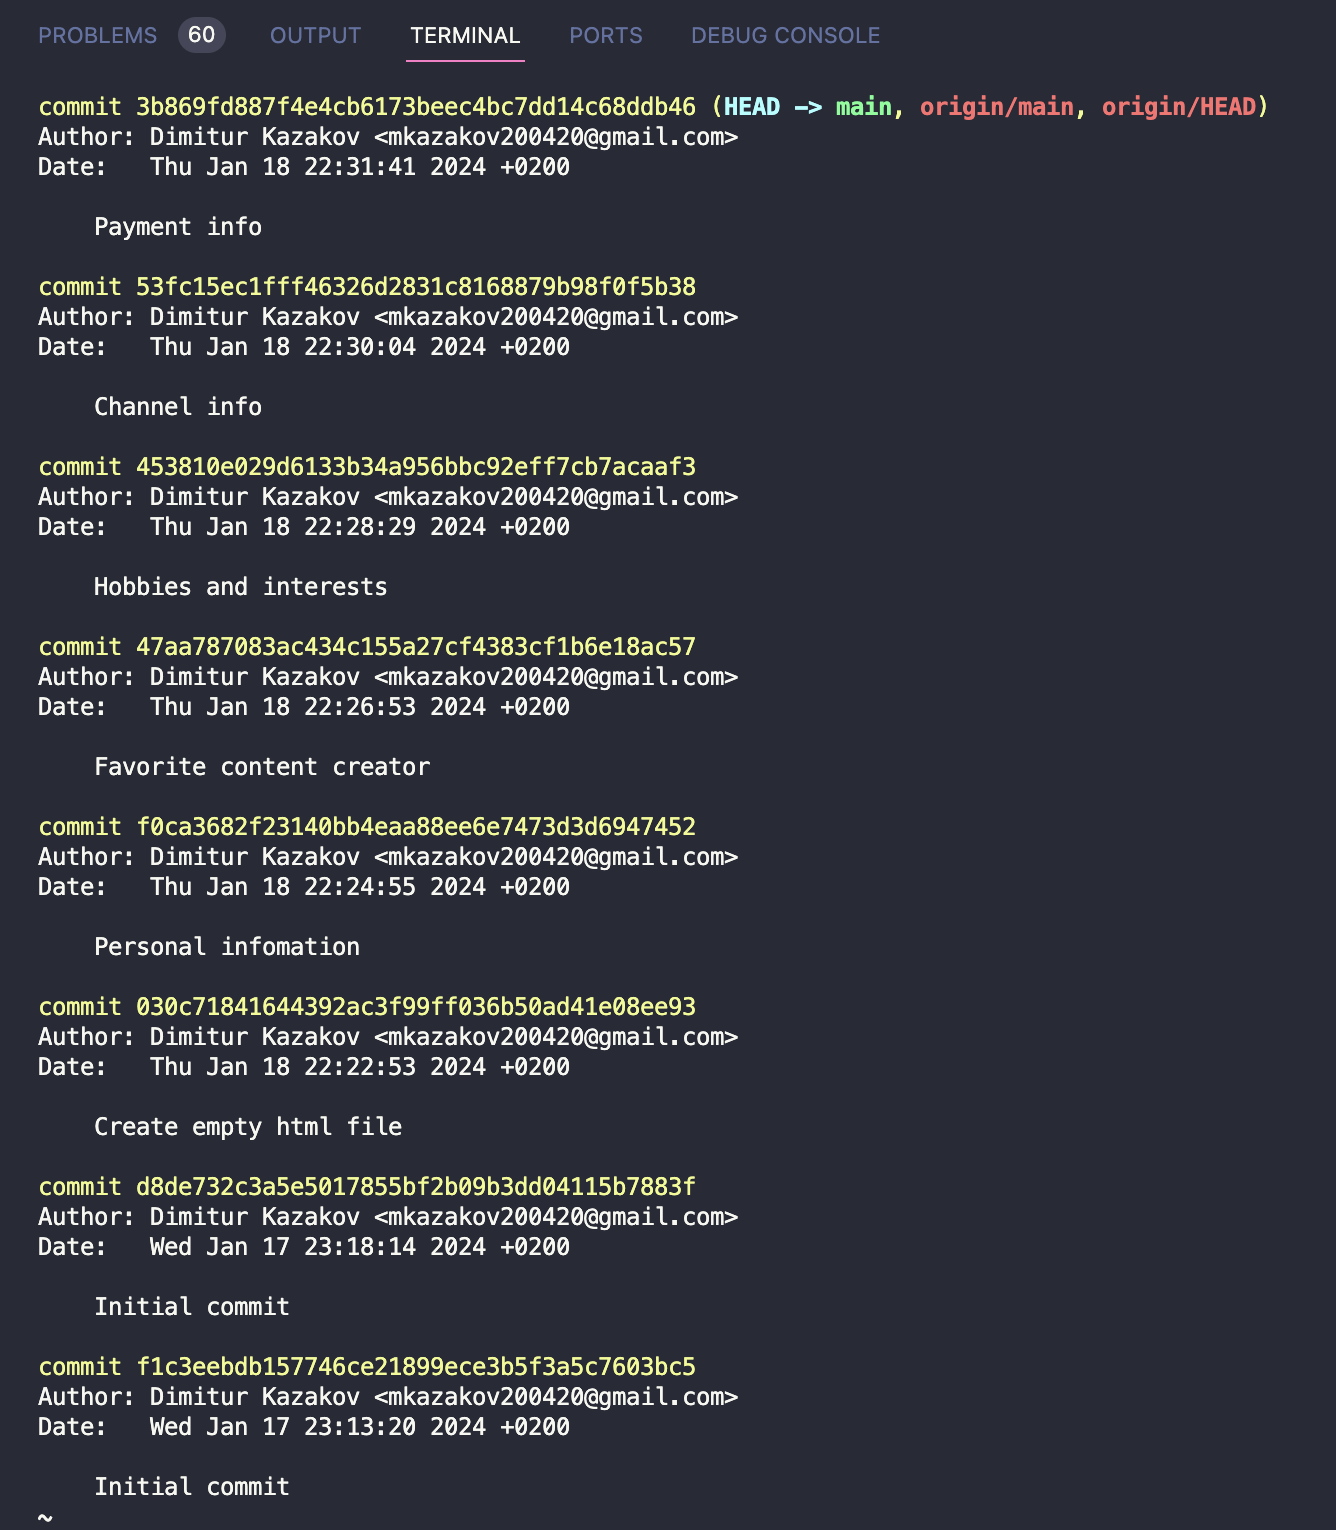 PROBLEMS 60 OUTPUT TERMINAL PORTS DEBUG CONSOLE
commit 3b869fd887f4e4cb6173beec4bc7dd14c68ddb46 (HEAD -> main, origin/main, origin/HEAD)
Author: Dimitur Kazakov <mkazakov200420@gmail.com>
Date:   Thu Jan 18 22:31:41 2024 +0200
Payment info
commit 53fc15ec1fff46326d2831c8168879b98f0f5b38
Author: Dimitur Kazakov <mkazakov200420@gmail.com>
Date:   Thu Jan 18 22:30:04 2024 +0200
Channel info
commit 453810e029d6133b34a956bbc92eff7cb7acaaf3
Author: Dimitur Kazakov <mkazakov200420@gmail.com>
Date:   Thu Jan 18 22:28:29 2024 +0200
Hobbies and interests
commit 47aa787083ac434c155a27cf4383cf1b6e18ac57
Author: Dimitur Kazakov <mkazakov200420@gmail.com>
Date:   Thu Jan 18 22:26:53 2024 +0200
Favorite content creator
commit f0ca3682f23140bb4eaa88ee6e7473d3d6947452
Author: Dimitur Kazakov <mkazakov200420@gmail.com>
Date:   Thu Jan 18 22:24:55 2024 +0200
Personal infomation
commit 030c71841644392ac3f99ff036b50ad41e08ee93
Author: Dimitur Kazakov <mkazakov200420@gmail.com>
Date:   Thu Jan 18 22:22:53 2024 +0200
Create empty html file
commit d8de732c3a5e5017855bf2b09b3dd04115b7883f
Author: Dimitur Kazakov <mkazakov200420@gmail.com>
Date:   Wed Jan 17 23:18:14 2024 +0200
Initial commit
commit f1c3eebdb157746ce21899ece3b5f3a5c7603bc5
Author: Dimitur Kazakov <mkazakov200420@gmail.com>
Date:   Wed Jan 17 23:13:20 2024 +0200
Initial commit
~